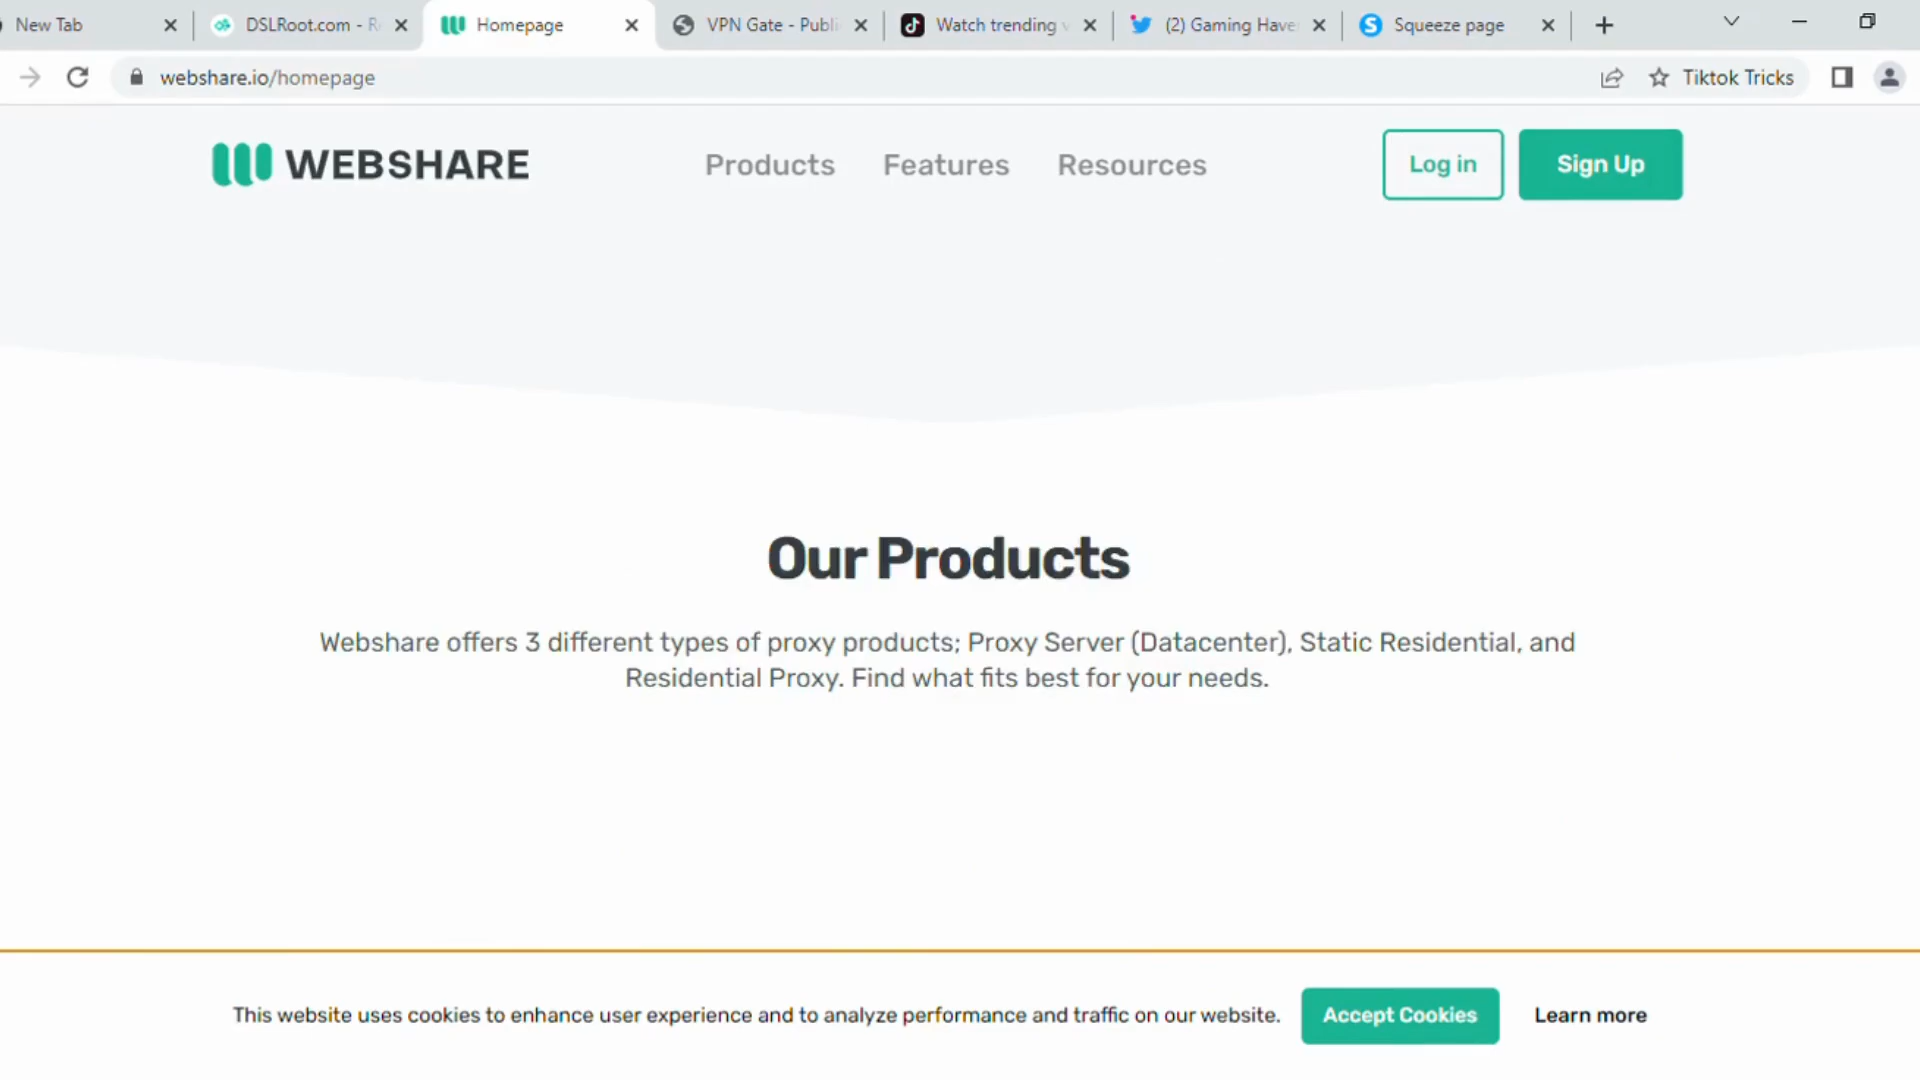 New Tab
DSLRoot.com - R
Homepage
VPN Gate - Publi
Watch trending v
(2) Gaming Have
Squeeze page
webshare.io/homepage
Tiktok Tricks
WEBSHARE
Products
Features
Resources
Log in
Sign Up
Our Products
Webshare offers 3 different types of proxy products; Proxy Server (Datacenter), Static Residential, and
Residential Proxy. Find what fits best for your needs.
This website uses cookies to enhance user experience and to analyze performance and traffic on our website.
Accept Cookies
Learn more